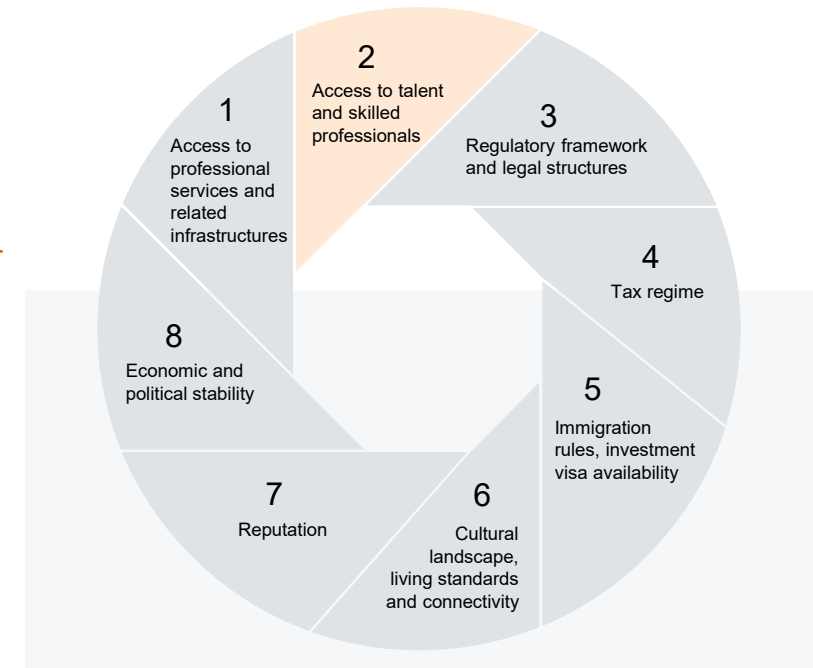 1
Access to
professional
services and
related
infrastructures
2
Access to talent
and skilled
professionals
3
Regulatory framework
and legal structures
4
Tax regime
5
Immigration
rules, investment
visa availability
6
Cultural
landscape,
living standards
and connectivity
7
Reputation
8
Economic and
political stability